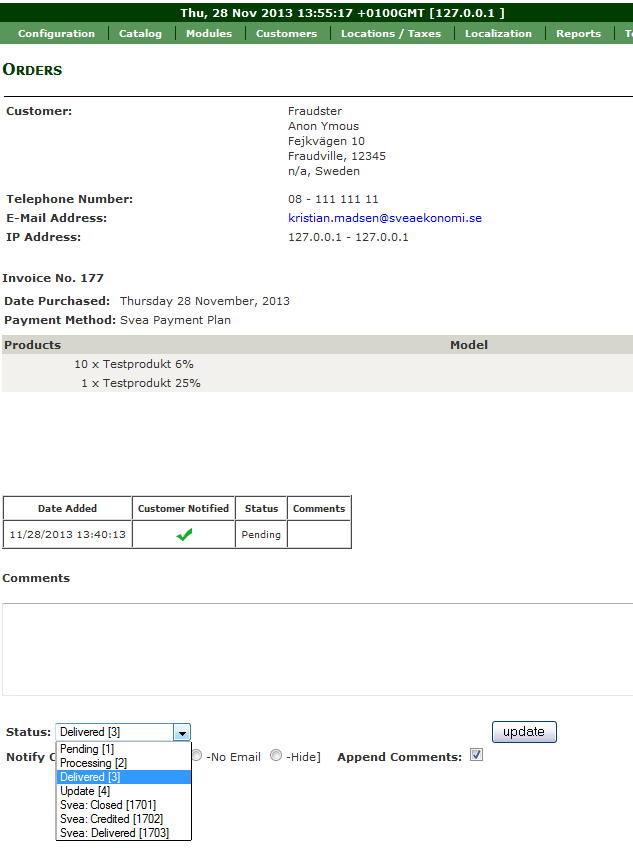 Thu, 28 Nov 2013 13:55:17 +0100GMT [127.0.0.1 ]
Configuration Catalog Modules Customers Locations / Taxes Localization Reports
ORDERS
Customer: Fraudster
Anon Ymous
Fejkvägen 10
Fraudville, 12345
n/a, Sweden
Telephone Number: 08 - 111 111 11
E-Mail Address: kristian.madsen@sveaekonomi.se
IP Address: 127.0.0.1 - 127.0.0.1
Invoice No. 177
Date Purchased: Thursday 28 November, 2013
Payment Method: Svea Payment Plan
Products Model
10 x Testprodukt 6%
1 x Testprodukt 25%
Date Added Customer Notified Status Comments
11/28/2013 13:40:13 Pending
Comments
Status: Delivered [3] update
Notify -No Email -Hide] Append Comments:
Pending [1]
Processing [2]
Delivered [3]
Update [4]
Svea: Closed [1701]
Svea: Credited [1702]
Svea: Delivered [1703]